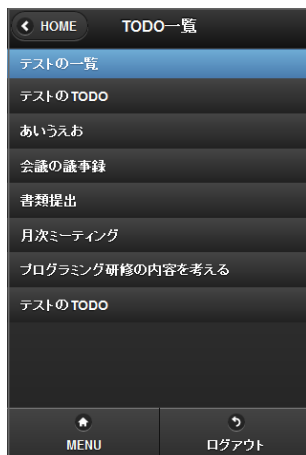 HOME TODO一覧
テストの一覧
テストのTODO
あいうえお
会議の議事録
書類提出
月次ミーティング
プログラミング研修の内容を考える
テストのTODO
MENU ログアウト